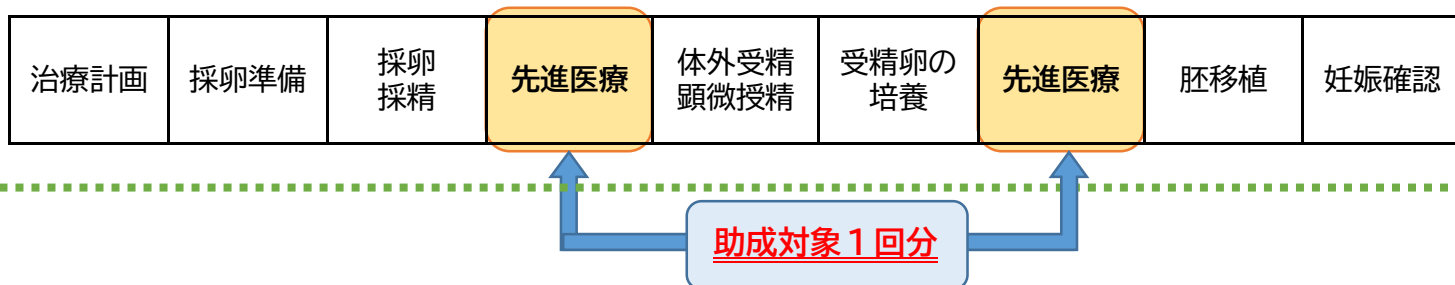 治療計画
採卵準備
採卵
採精
先進医療
体外受精
顕微授精
受精卵の
培養
先進医療
胚移植
妊娠確認
助成対象１回分